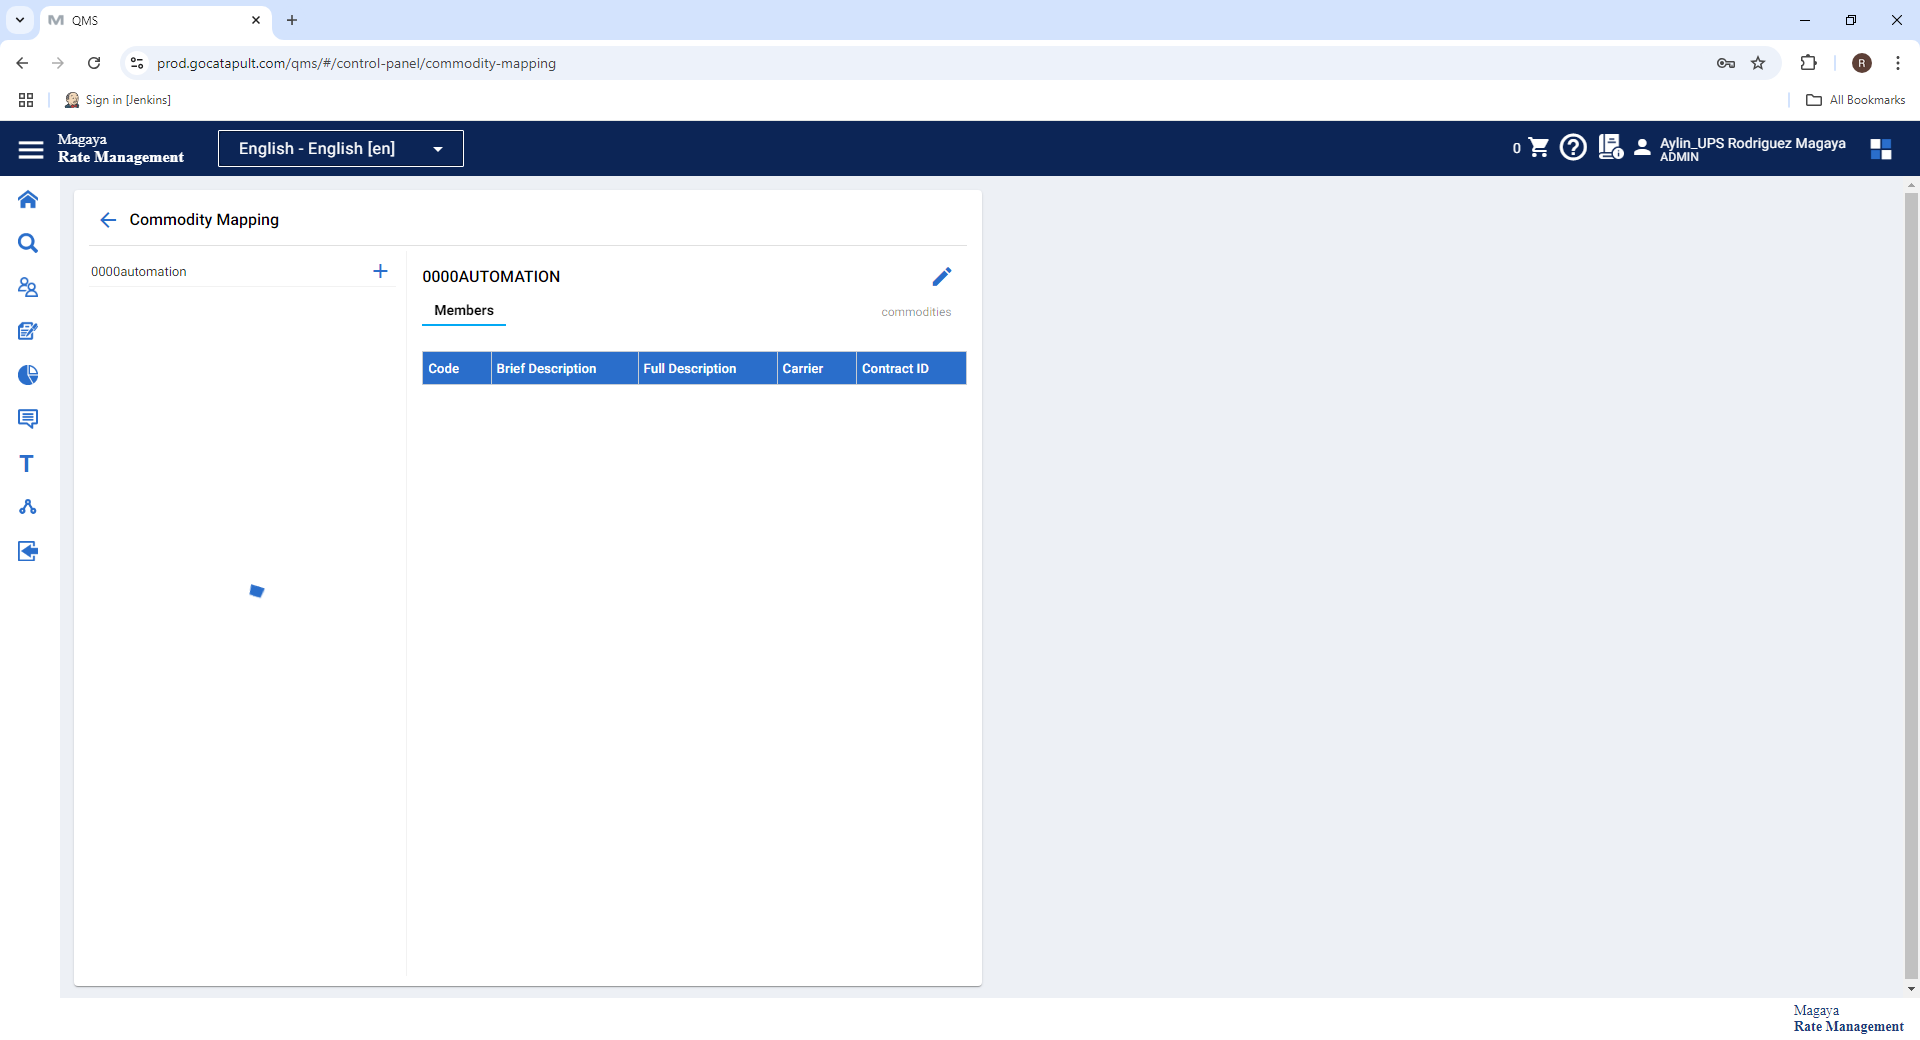 QMS
prod.gocatapult.com/qms/#/control-panel/commodity-mapping
R
Sign in [Jenkins]
All Bookmarks
Magaya
Rate Management
English - English [en]
0
Aylin_UPS Rodriguez Magaya
ADMIN
Commodity Mapping
0000automation
0000AUTOMATION
Members
commodities
Code
Brief Description
Full Description
Carrier
Contract ID
T
Magaya
Rate Management